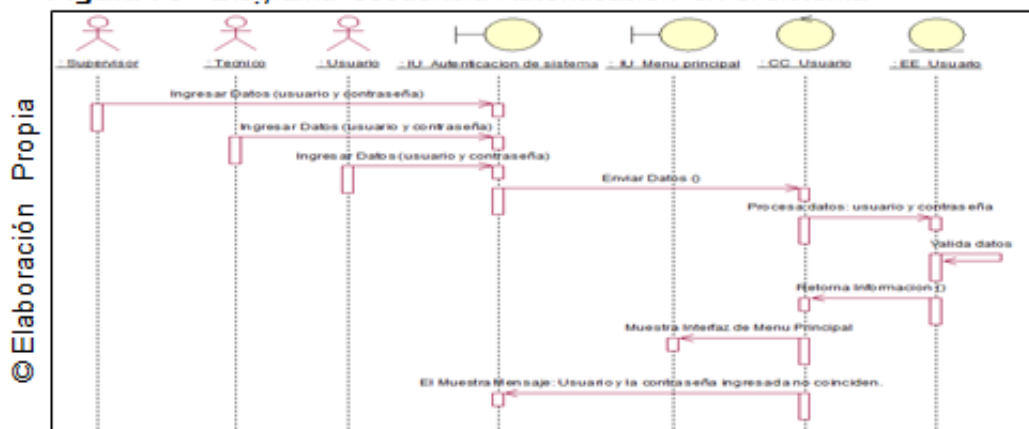 : Supervisor
: Tecnico
: Usuario
: IU_Autenticacion de sistema
: IU_Menu principal
: CC_Usuario
: EE_Usuario
Ingresar Datos (usuario y contraseña)
Ingresar Datos (usuario y contraseña)
Ingresar Datos (usuario y contraseña)
Enviar Datos ()
Procesa datos: usuario y contraseña
Valida datos
Retorna Informacion ()
Muestra Interfaz de Menu Principal
El Muestra Mensaje: Usuario y la contraseña ingresada no coinciden.
© Elaboración Propia